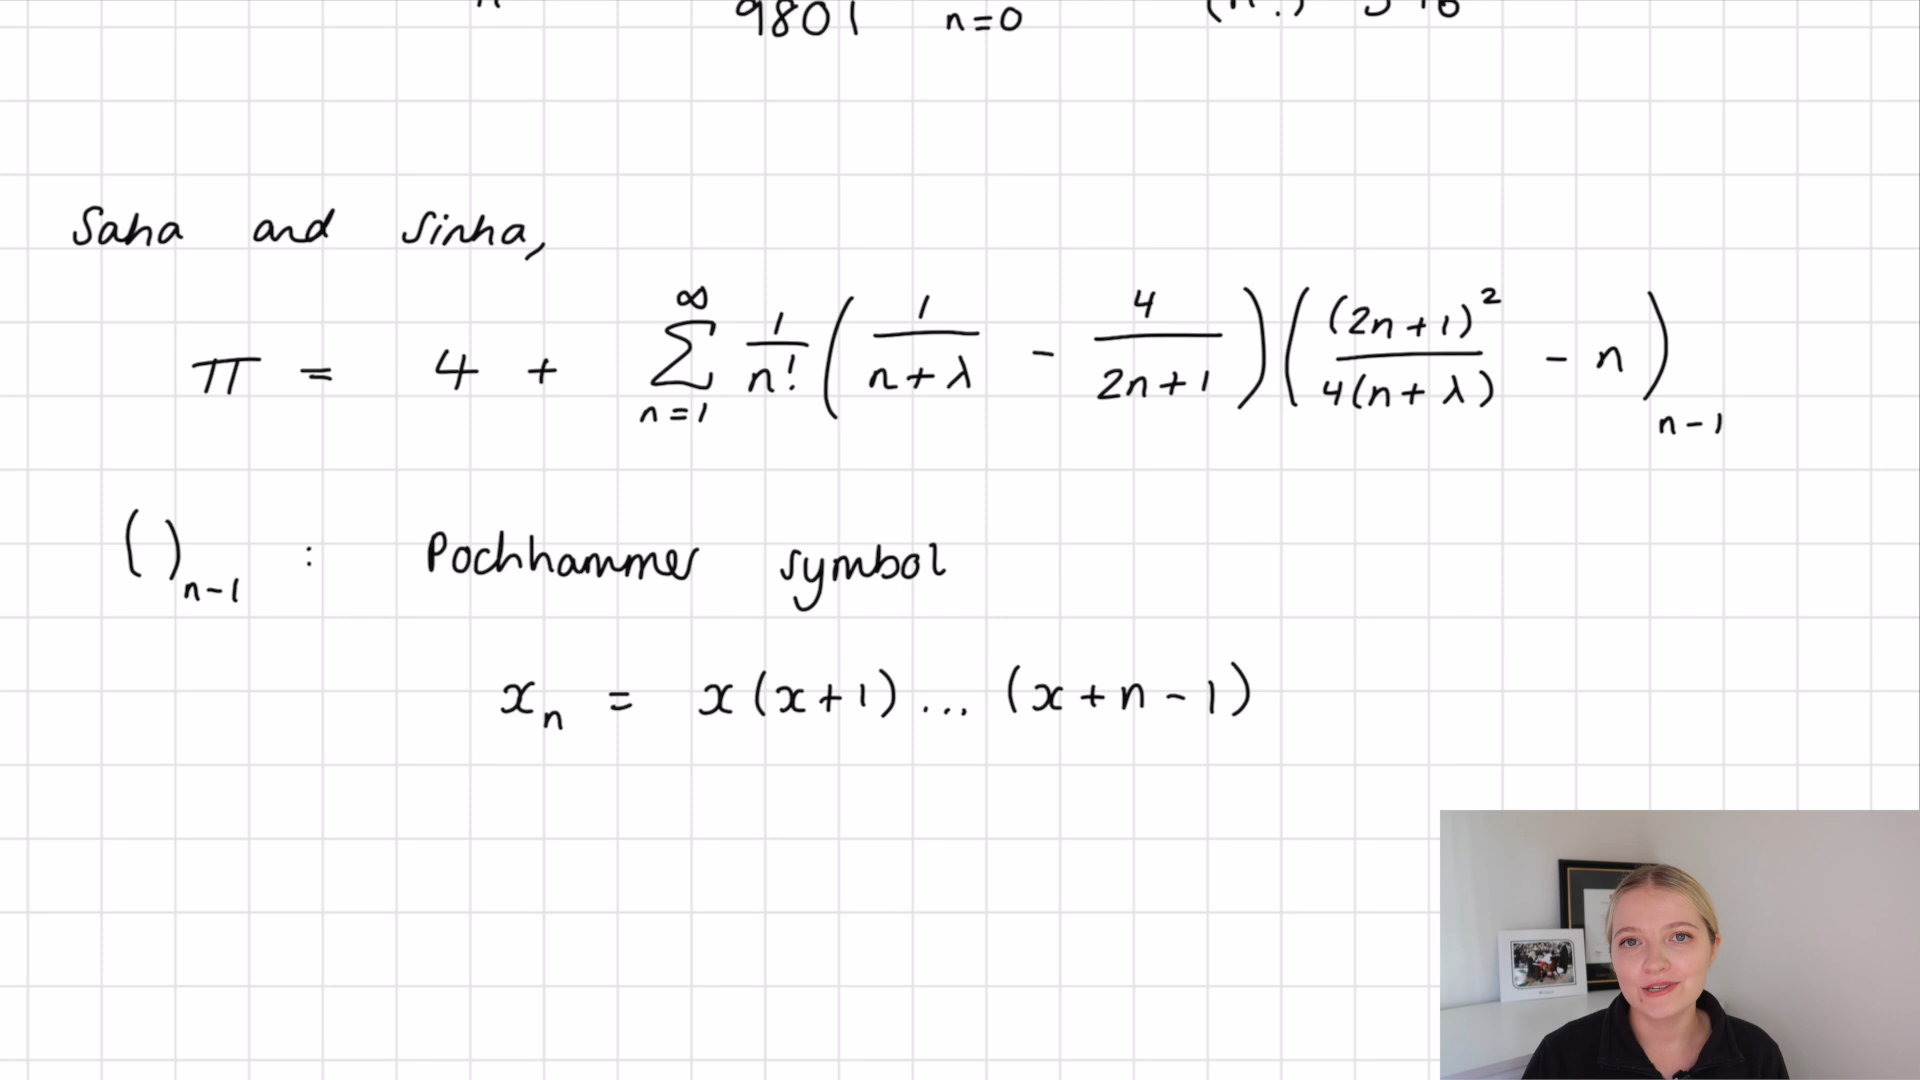 9801 n=0
Saha and Sinha,
π = 4 + ∑_{n=1}^{∞} 1/n! (1/(n+λ) - 4/(2n+1)) ((2n+1)²/(4(n+λ)) - n)_{n-1}
( )_{n-1} : Pochhammer symbol
x_n = x(x+1)...(x+n-1)